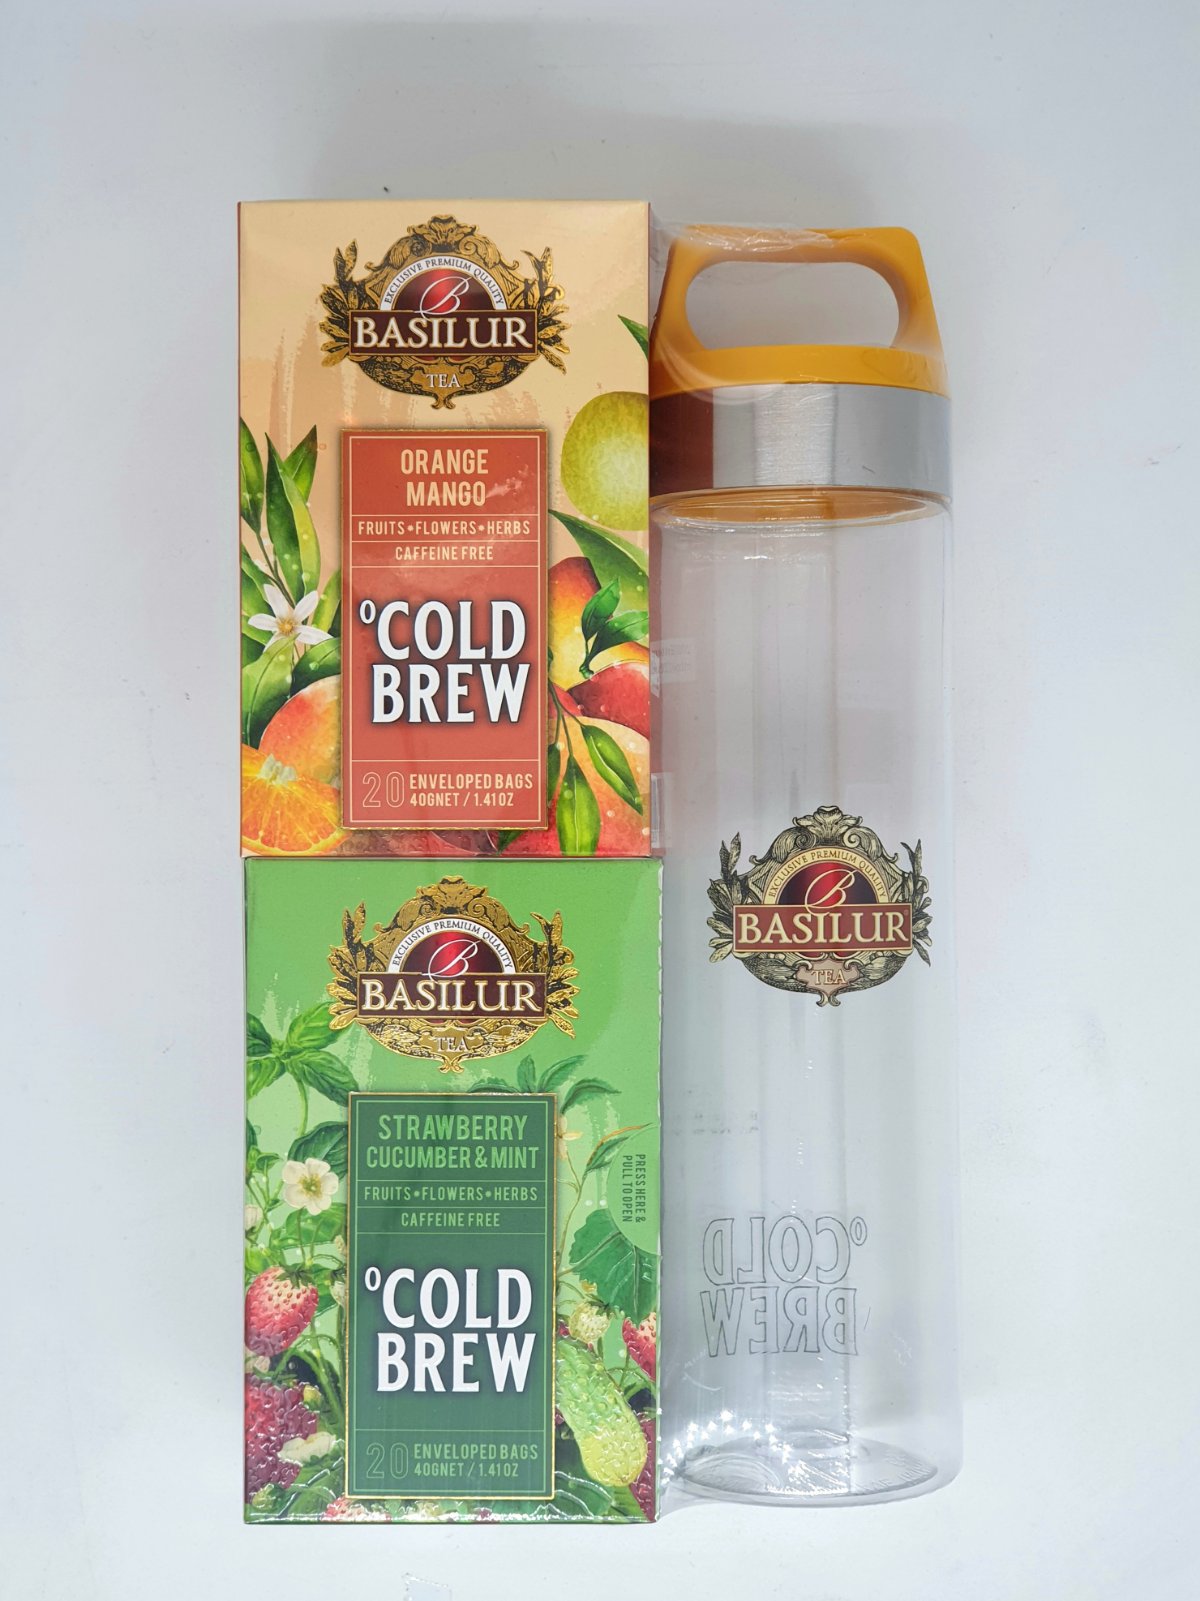 EXCLUSIVE PREMIUM QUALITY
B
BASILUR
TEA
ORANGE
MANGO
FRUITS•FLOWERS•HERBS
CAFFEINE FREE
°COLD
BREW
20 ENVELOPED BAGS
40GNET / 1.41OZ
EXCLUSIVE PREMIUM QUALITY
B
BASILUR
TEA
STRAWBERRY
CUCUMBER & MINT
FRUITS•FLOWERS•HERBS
CAFFEINE FREE
°COLD
BREW
20 ENVELOPED BAGS
40GNET / 1.41OZ
PRESS HERE &
PULL TO OPEN
EXCLUSIVE PREMIUM QUALITY
B
BASILUR®
TEA
°COLD
BREW